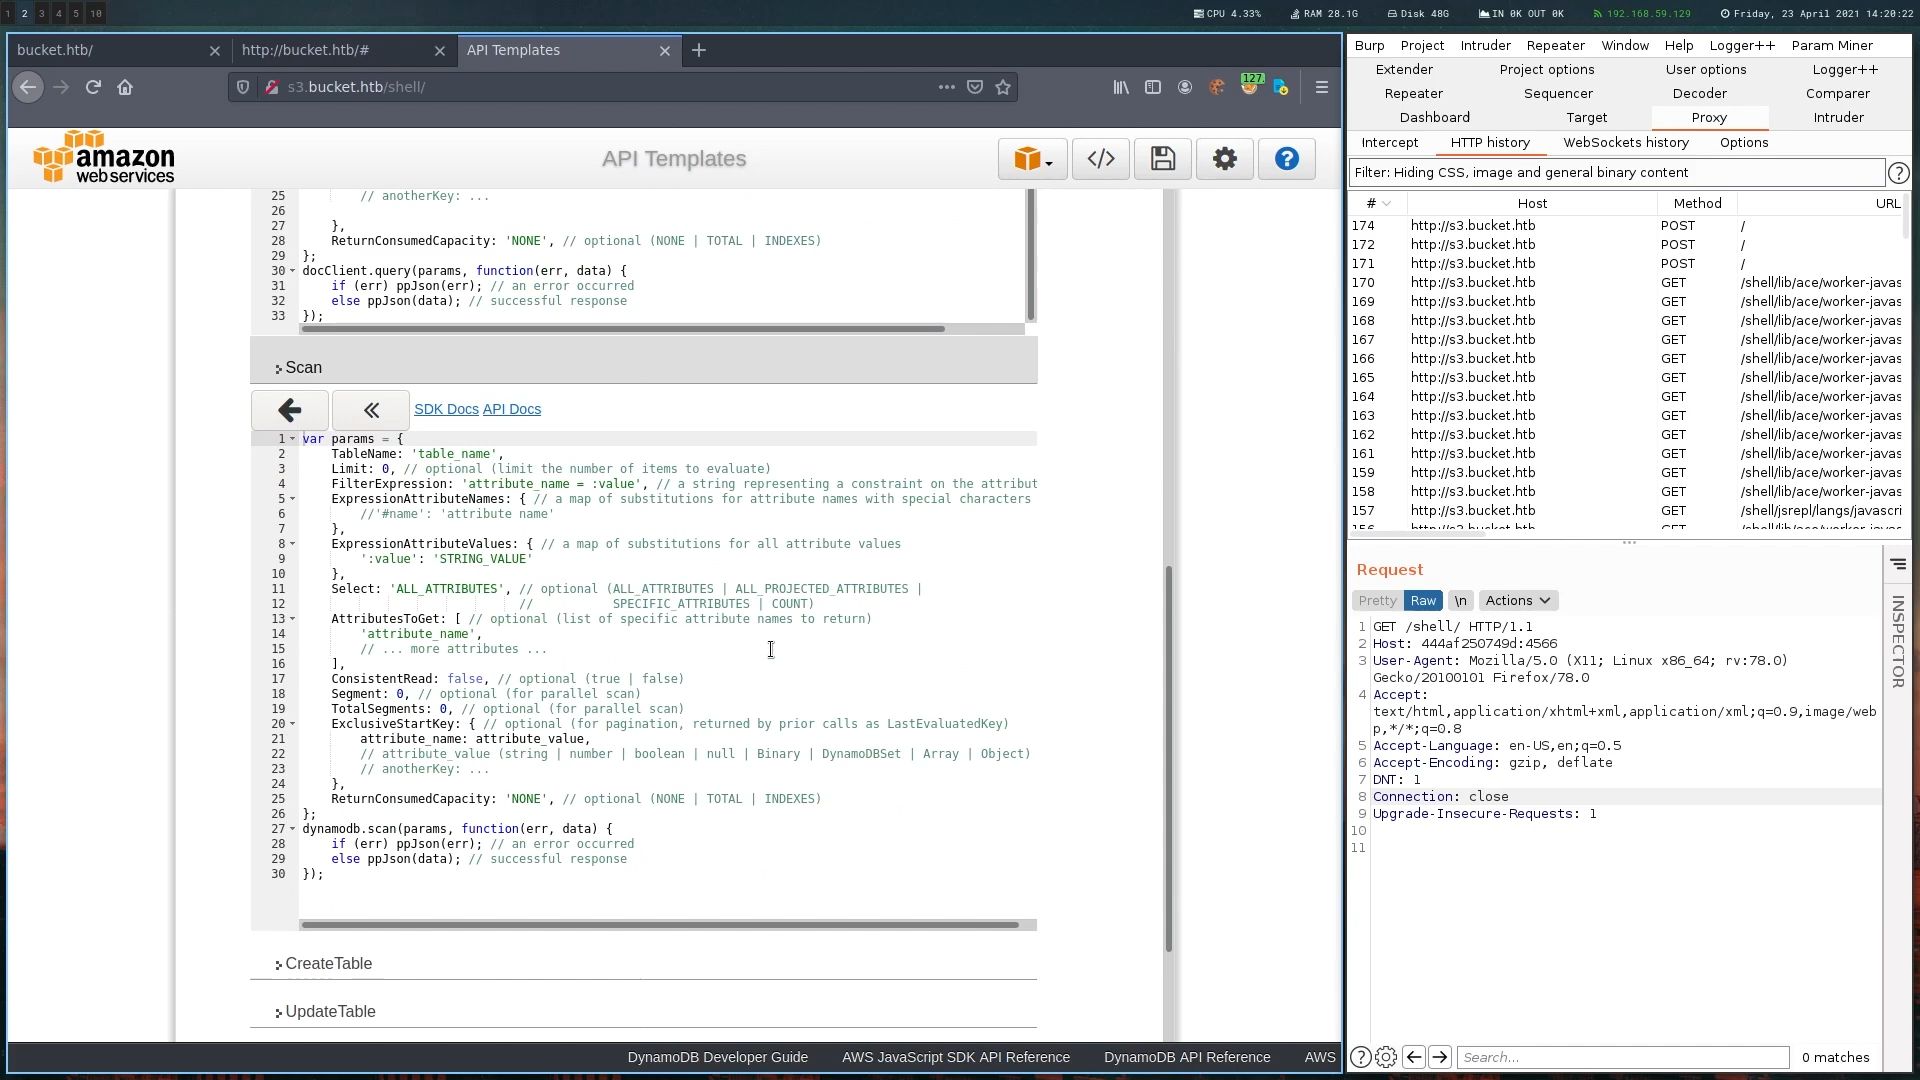 1 2 3 4 5 10
CPU 4.33% RAM 28.1G Disk 48G IN 0K OUT 0K 192.168.59.129 Friday, 23 April 2021 14:20:22
bucket.htb/ http://bucket.htb/# API Templates
s3.bucket.htb/shell/
127.
amazon
web services
API Templates
25 // anotherKey: ...
26
27 },
28 ReturnConsumedCapacity: 'NONE', // optional (NONE | TOTAL | INDEXES)
29 };
30 docClient.query(params, function(err, data) {
31 if (err) ppJson(err); // an error occurred
32 else ppJson(data); // successful response
33 });
Scan
SDK Docs API Docs
1 var params = {
2 TableName: 'table_name',
3 Limit: 0, // optional (limit the number of items to evaluate)
4 FilterExpression: 'attribute_name = :value', // a string representing a constraint on the attribut
5 ExpressionAttributeNames: { // a map of substitutions for attribute names with special characters
6 //'#name': 'attribute name'
7 },
8 ExpressionAttributeValues: { // a map of substitutions for all attribute values
9 ':value': 'STRING_VALUE'
10 },
11 Select: 'ALL_ATTRIBUTES', // optional (ALL_ATTRIBUTES | ALL_PROJECTED_ATTRIBUTES |
12 // SPECIFIC_ATTRIBUTES | COUNT)
13 AttributesToGet: [ // optional (list of specific attribute names to return)
14 'attribute_name',
15 // ... more attributes ...
16 ],
17 ConsistentRead: false, // optional (true | false)
18 Segment: 0, // optional (for parallel scan)
19 TotalSegments: 0, // optional (for parallel scan)
20 ExclusiveStartKey: { // optional (for pagination, returned by prior calls as LastEvaluatedKey)
21 attribute_name: attribute_value,
22 // attribute_value (string | number | boolean | null | Binary | DynamoDBSet | Array | Object)
23 // anotherKey: ...
24 },
25 ReturnConsumedCapacity: 'NONE', // optional (NONE | TOTAL | INDEXES)
26 };
27 dynamodb.scan(params, function(err, data) {
28 if (err) ppJson(err); // an error occurred
29 else ppJson(data); // successful response
30 });
CreateTable
UpdateTable
DynamoDB Developer Guide AWS JavaScript SDK API Reference DynamoDB API Reference AWS
Burp Project Intruder Repeater Window Help Logger++ Param Miner
Extender Project options User options Logger++
Repeater Sequencer Decoder Comparer
Dashboard Target Proxy Intruder
Intercept HTTP history WebSockets history Options
Filter: Hiding CSS, image and general binary content
# Host Method URL
174 http://s3.bucket.htb POST /
172 http://s3.bucket.htb POST /
171 http://s3.bucket.htb POST /
170 http://s3.bucket.htb GET /shell/lib/ace/worker-javas
169 http://s3.bucket.htb GET /shell/lib/ace/worker-javas
168 http://s3.bucket.htb GET /shell/lib/ace/worker-javas
167 http://s3.bucket.htb GET /shell/lib/ace/worker-javas
166 http://s3.bucket.htb GET /shell/lib/ace/worker-javas
165 http://s3.bucket.htb GET /shell/lib/ace/worker-javas
164 http://s3.bucket.htb GET /shell/lib/ace/worker-javas
163 http://s3.bucket.htb GET /shell/lib/ace/worker-javas
162 http://s3.bucket.htb GET /shell/lib/ace/worker-javas
161 http://s3.bucket.htb GET /shell/lib/ace/worker-javas
159 http://s3.bucket.htb GET /shell/lib/ace/worker-javas
158 http://s3.bucket.htb GET /shell/lib/ace/worker-javas
157 http://s3.bucket.htb GET /shell/jsrepl/langs/javascri
156 http://s3.bucket.htb GET /shell/lib/ace/worker-javas
Request
Pretty Raw \n Actions
1 GET /shell/ HTTP/1.1
2 Host: 444af250749d:4566
3 User-Agent: Mozilla/5.0 (X11; Linux x86_64; rv:78.0)
Gecko/20100101 Firefox/78.0
4 Accept:
text/html,application/xhtml+xml,application/xml;q=0.9,image/web
p,*/*;q=0.8
5 Accept-Language: en-US,en;q=0.5
6 Accept-Encoding: gzip, deflate
7 DNT: 1
8 Connection: close
9 Upgrade-Insecure-Requests: 1
10
11
INSPECTOR
Search... 0 matches